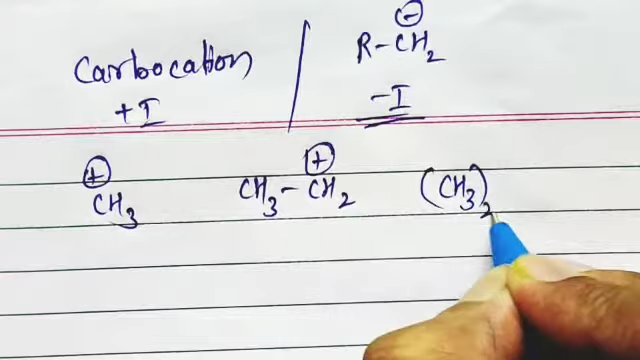 Carbocation / R-CH₂⊖
+I -I
⊕CH₃ CH₃-CH₂⊕ (CH₃)₂